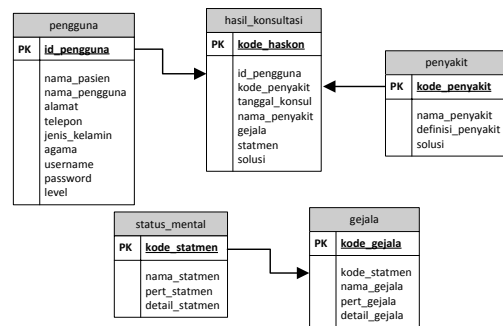 pengguna
PK id_pengguna
nama_pasien
nama_pengguna
alamat
telepon
jenis_kelamin
agama
username
password
level
hasil_konsultasi
PK kode_haskon
id_pengguna
kode_penyakit
tanggal_konsul
nama_penyakit
gejala
statmen
solusi
penyakit
PK kode_penyakit
nama_penyakit
definisi_penyakit
solusi
status_mental
PK kode_statmen
nama_statmen
pert_statmen
detail_statmen
gejala
PK kode_gejala
kode_statmen
nama_gejala
pert_gejala
detail_gejala